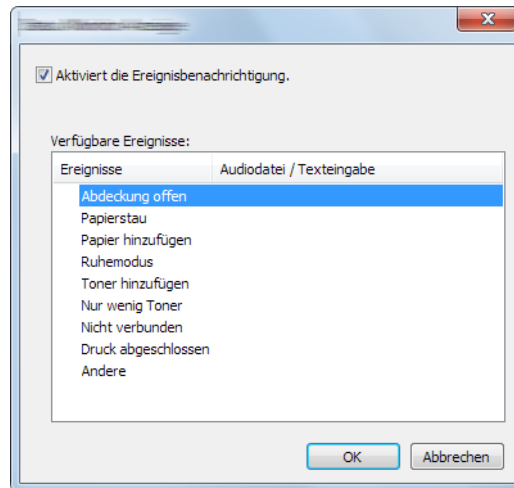 Aktiviert die Ereignisbenachrichtigung.
Verfügbare Ereignisse:
Ereignisse Audiodatei / Texteingabe
Abdeckung offen
Papierstau
Papier hinzufügen
Ruhemodus
Toner hinzufügen
Nur wenig Toner
Nicht verbunden
Druck abgeschlossen
Andere
OK Abbrechen